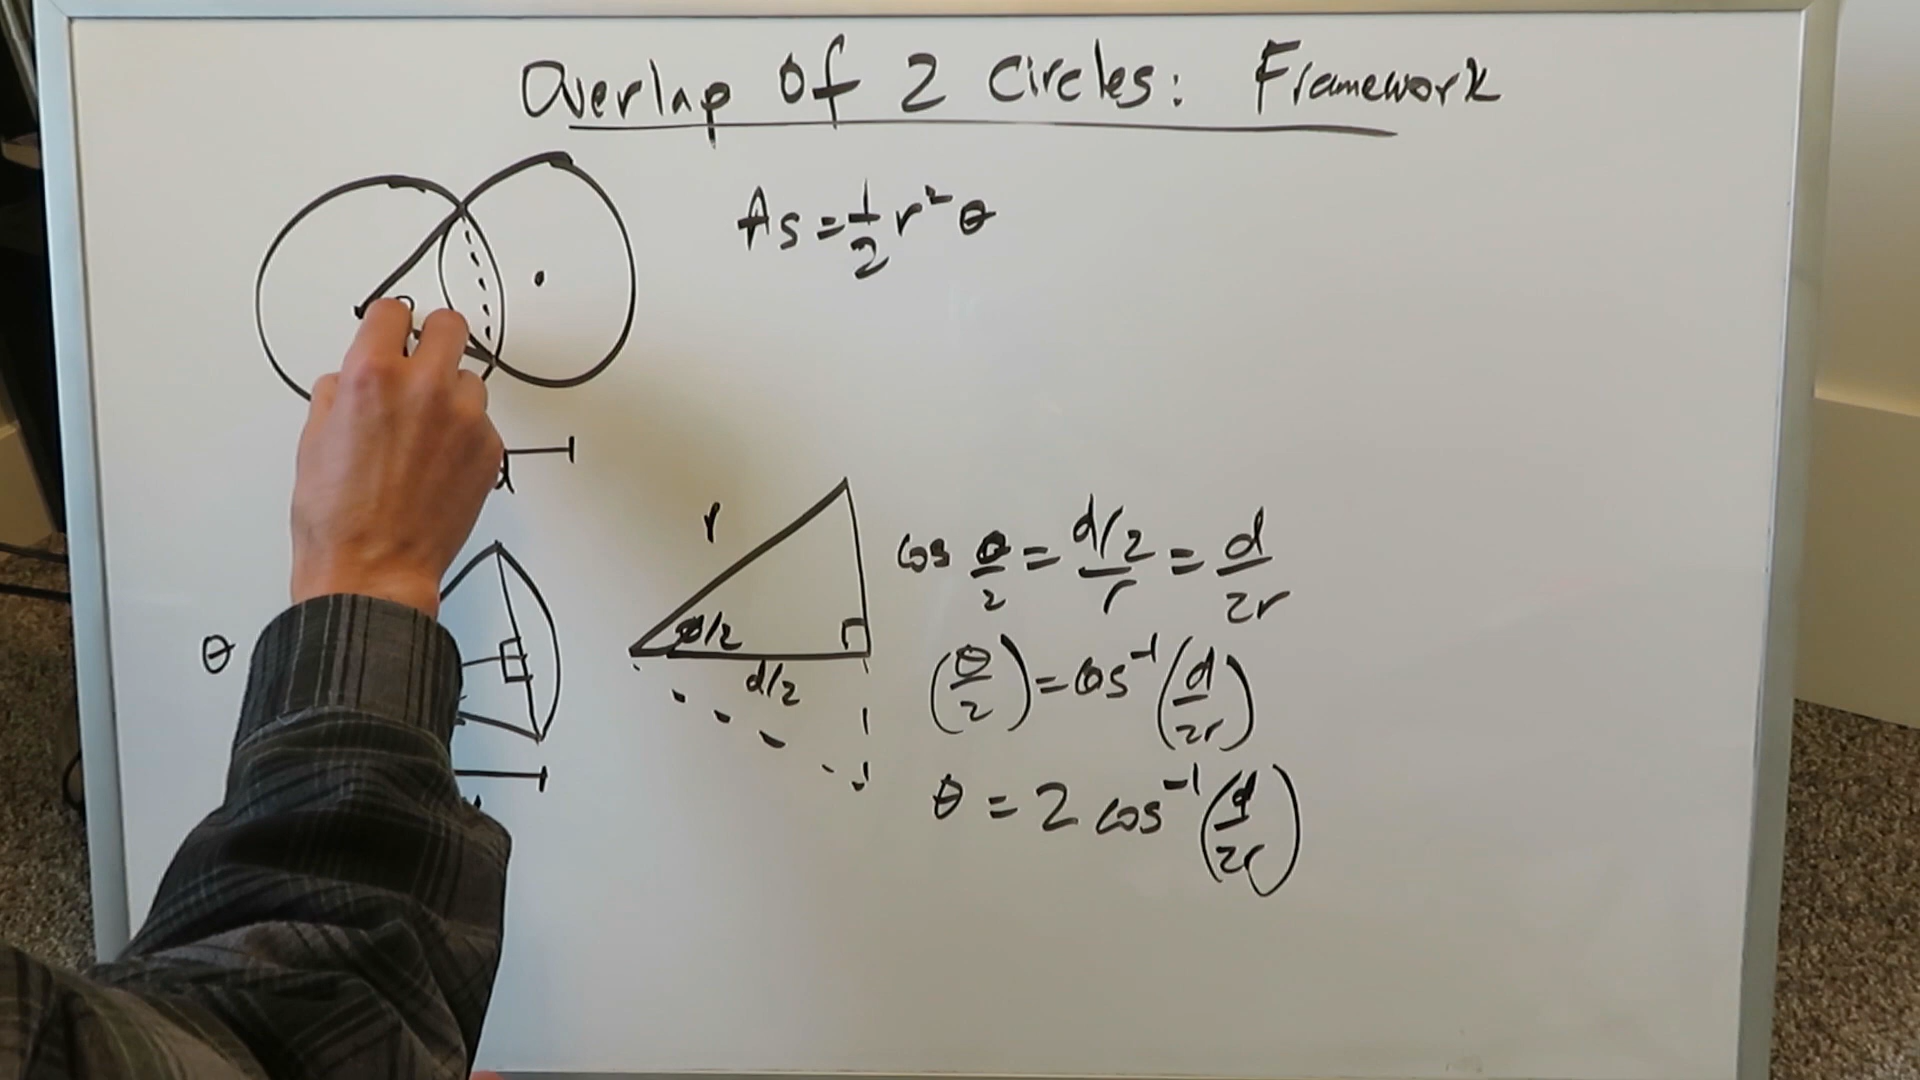 Overlap of 2 Circles: Framework
As = 1/2 r² θ
d
r
θ/2
d/2
cos θ/2 = d/2 / r = d/2r
θ
(θ/2) = cos⁻¹ (d/2r)
θ = 2 cos⁻¹ (d/2r)